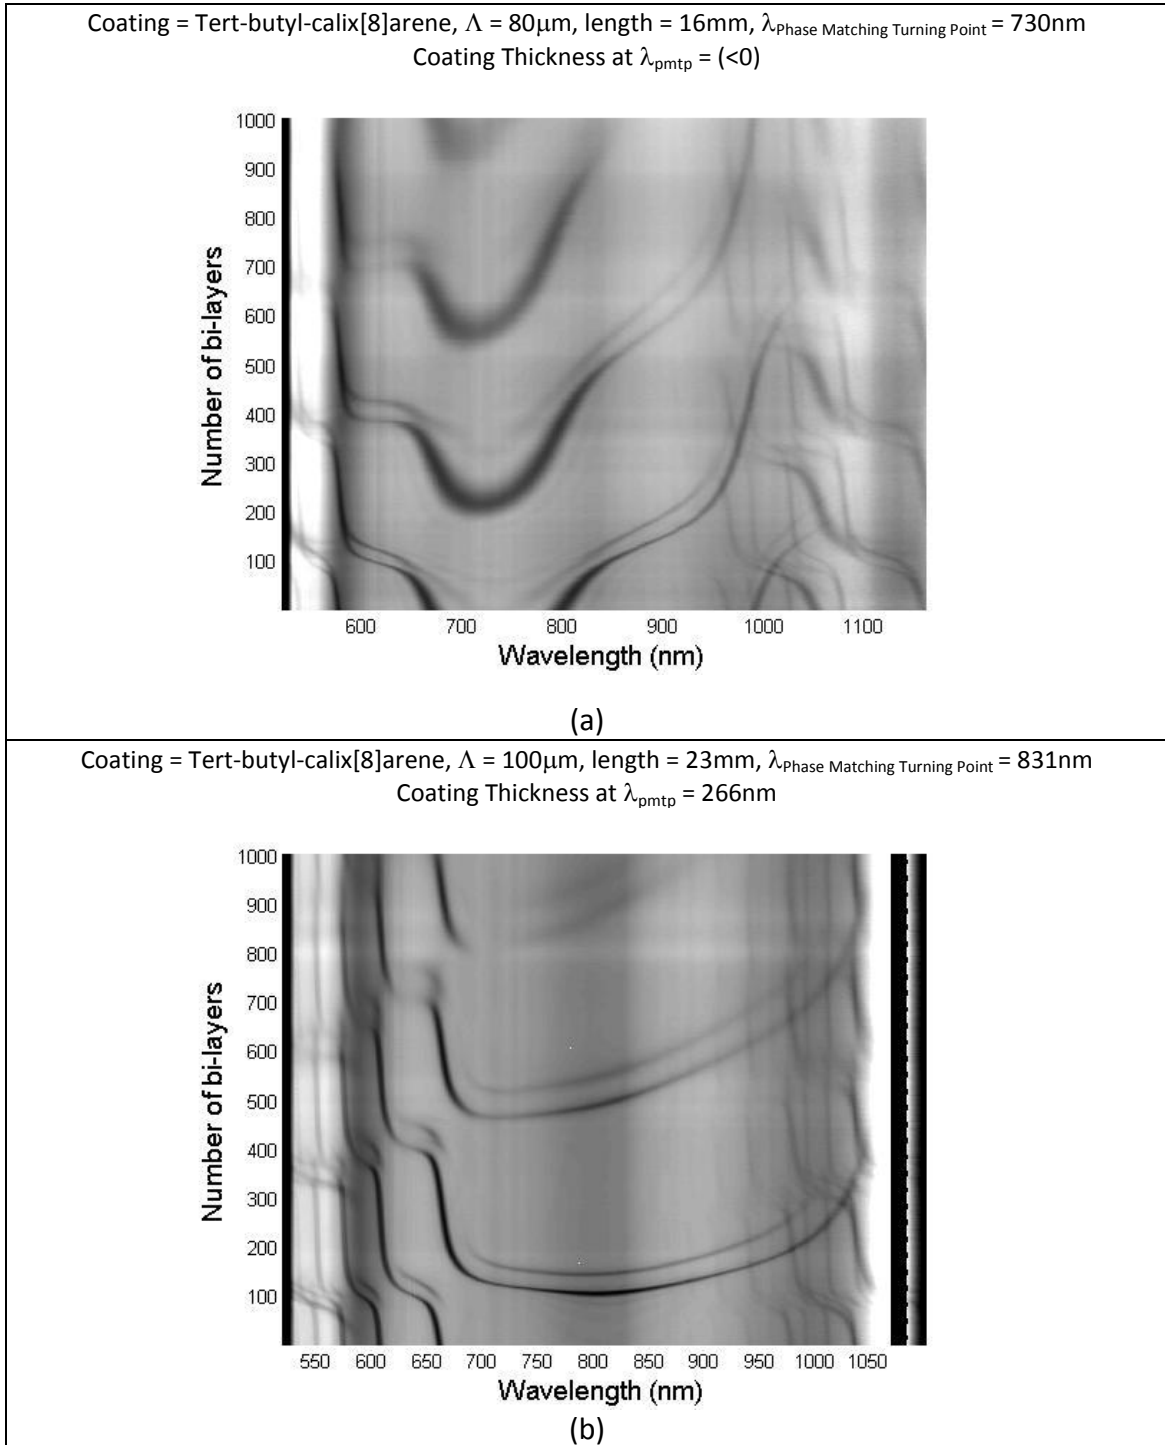 Coating = Tert-butyl-calix[8]arene, Λ = 80μm, length = 16mm, λPhase Matching Turning Point = 730nm
Coating Thickness at λpmtp = (<0)
1000
900
800
700
600
500
400
300
200
100
Number of bi-layers
600 700 800 900 1000 1100
Wavelength (nm)
(a)
Coating = Tert-butyl-calix[8]arene, Λ = 100μm, length = 23mm, λPhase Matching Turning Point = 831nm
Coating Thickness at λpmtp = 266nm
1000
900
800
700
600
500
400
300
200
100
Number of bi-layers
550 600 650 700 750 800 850 900 950 1000 1050
Wavelength (nm)
(b)